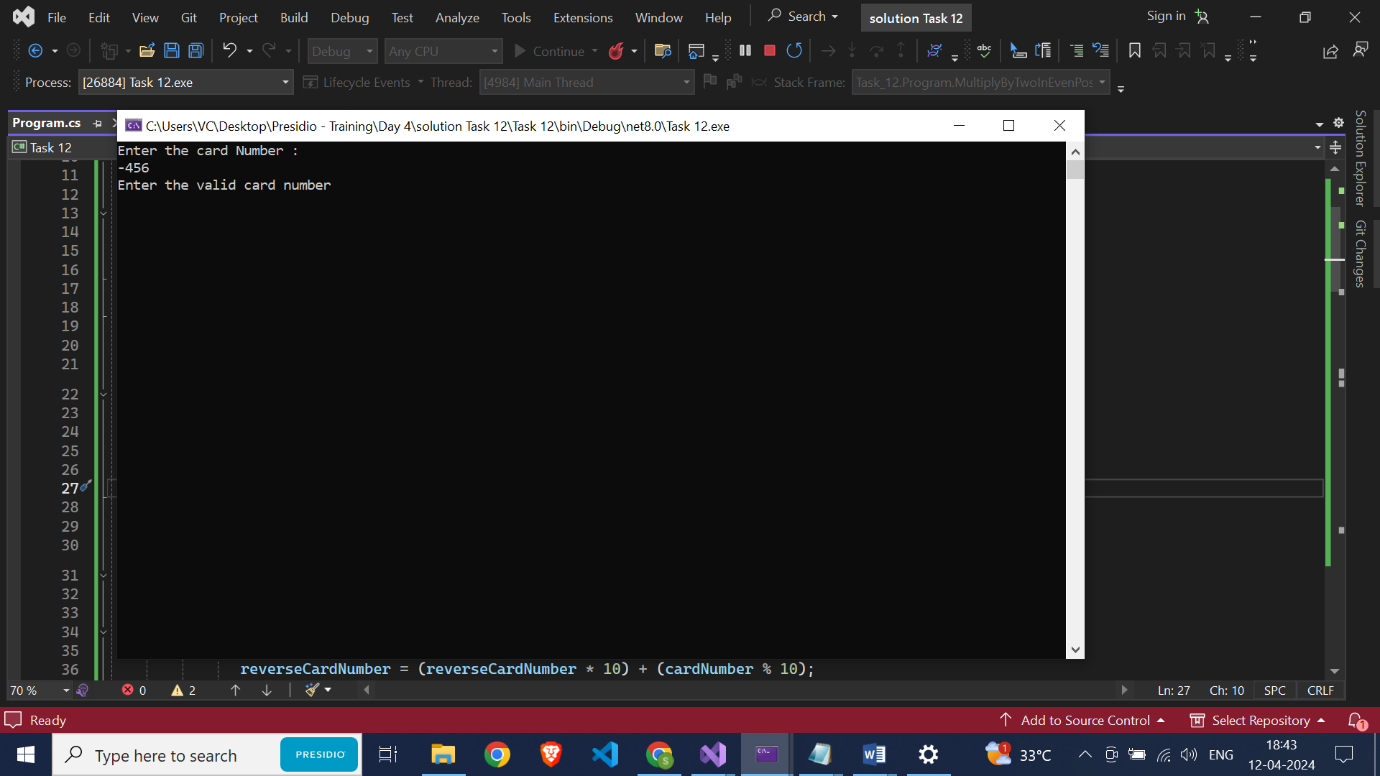 File Edit View Git Project Build Debug Test Analyze Tools Extensions Window Help Search solution Task 12 Sign in
Debug Any CPU Continue
Process: [26884] Task 12.exe Lifecycle Events Thread: [4984] Main Thread Stack Frame: Task_12.Program.MultiplyByTwoInEvenPos
Program.cs
C:\Users\VC\Desktop\Presidio - Training\Day 4\solution Task 12\Task 12\bin\Debug\net8.0\Task 12.exe
Task 12
Enter the card Number :
-456
Enter the valid card number
Solution Explorer
Git Changes
11
12
13
14
15
16
17
18
19
20
21
22
23
24
25
26
27
28
29
30
31
32
33
34
35
36 reverseCardNumber = (reverseCardNumber * 10) + (cardNumber % 10);
70 % 0 2 Ln: 27 Ch: 10 SPC CRLF
Ready Add to Source Control Select Repository 1
Type here to search PRESIDIO 1 33°C ENG 18:43
12-04-2024